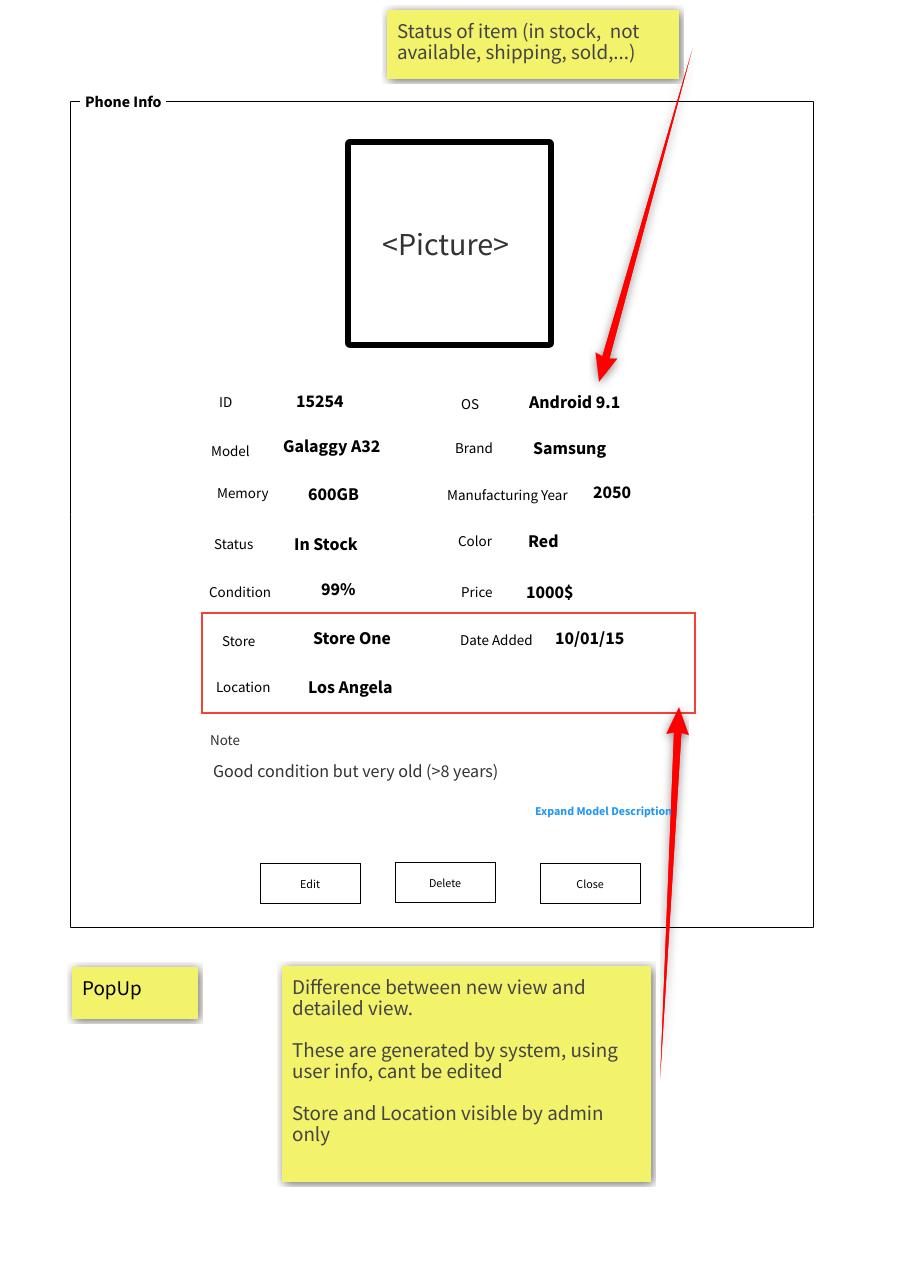 Status of item (in stock,  not
available, shipping, sold,...)
Phone Info
<Picture>
ID 15254 OS Android 9.1
Model Galaggy A32 Brand Samsung
Memory 600GB Manufacturing Year 2050
Status In Stock Color Red
Condition 99% Price 1000$
Store Store One Date Added 10/01/15
Location Los Angela
Note
Good condition but very old (>8 years)
Expand Model Description
Edit Delete Close
PopUp
Difference between new view and
detailed view.
These are generated by system, using
user info, cant be edited
Store and Location visible by admin
only